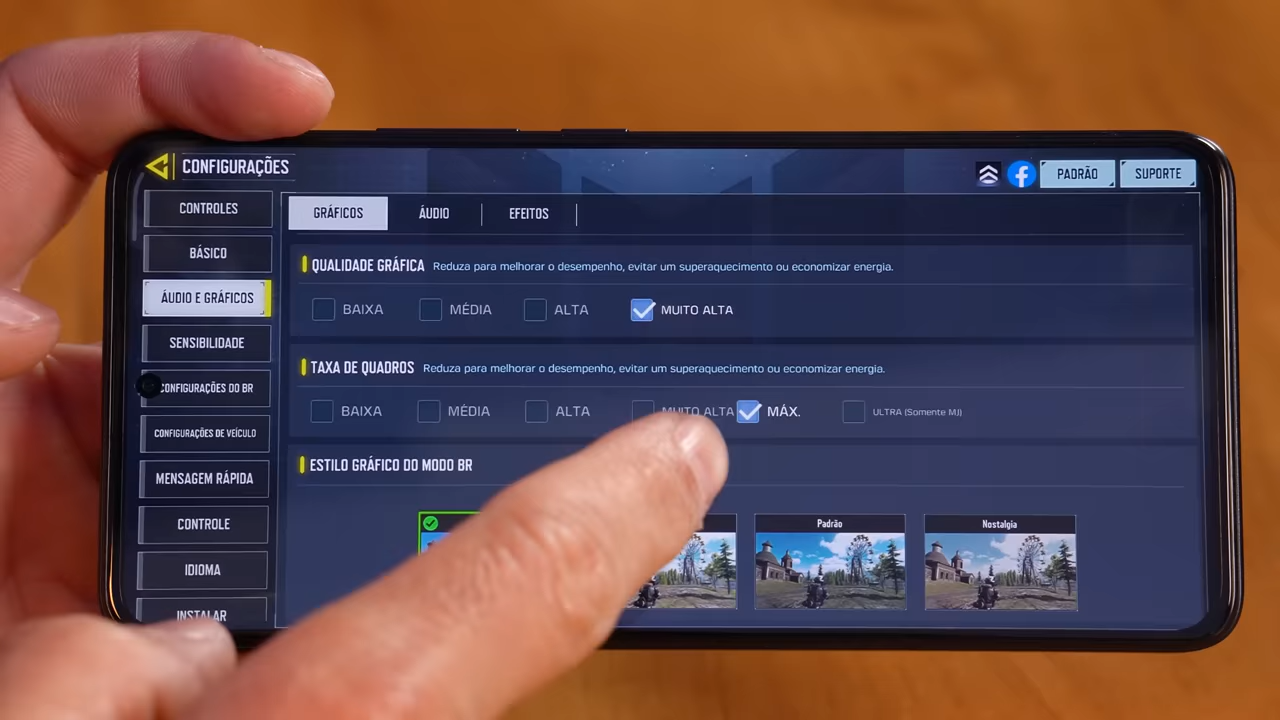 CONFIGURAÇÕES
PADRÃO
SUPORTE
CONTROLES
BÁSICO
ÁUDIO E GRÁFICOS
SENSIBILIDADE
CONFIGURAÇÕES DO BR
CONFIGURAÇÕES DE VEÍCULO
MENSAGEM RÁPIDA
CONTROLE
IDIOMA
INSTALAR
GRÁFICOS
ÁUDIO
EFEITOS
QUALIDADE GRÁFICA Reduza para melhorar o desempenho, evitar um superaquecimento ou economizar energia.
BAIXA MÉDIA ALTA MUITO ALTA
TAXA DE QUADROS Reduza para melhorar o desempenho, evitar um superaquecimento ou economizar energia.
BAIXA MÉDIA ALTA MUITO ALTA MÁX. ULTRA (Somente MJ)
ESTILO GRÁFICO DO MODO BR
Padrão Nostalgia